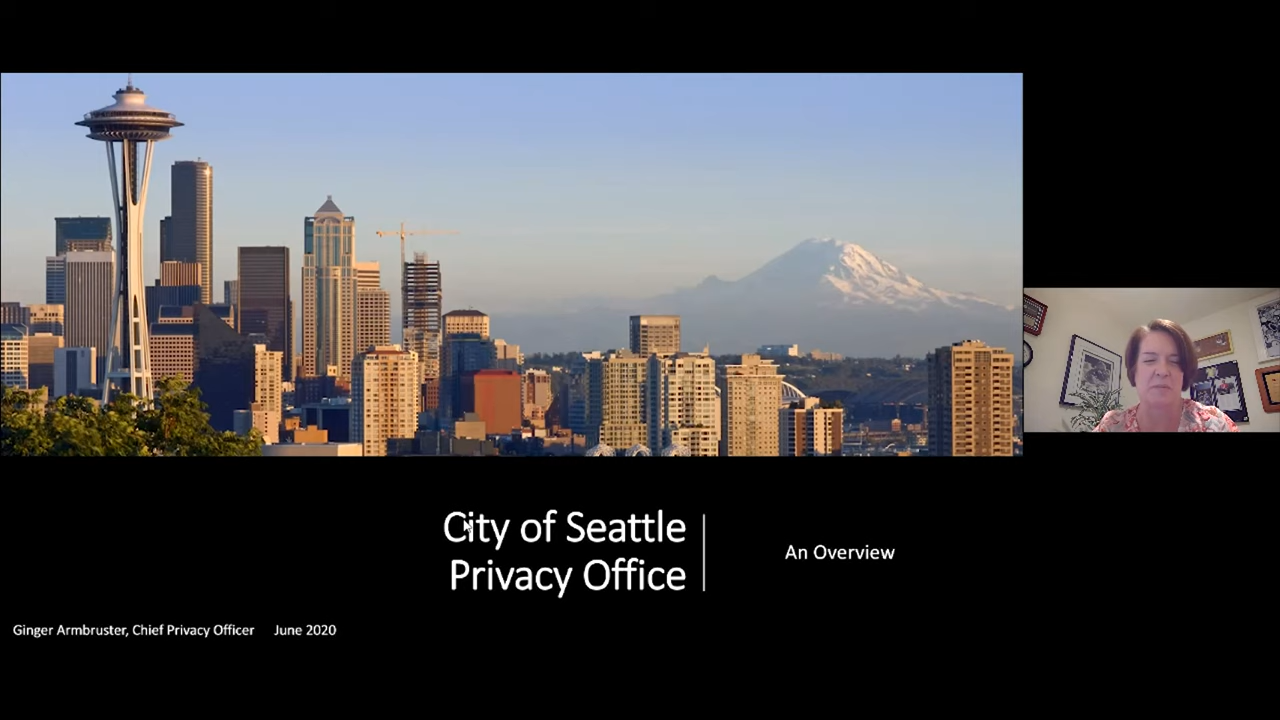 City of Seattle
Privacy Office
An Overview
Ginger Armbruster, Chief Privacy Officer June 2020